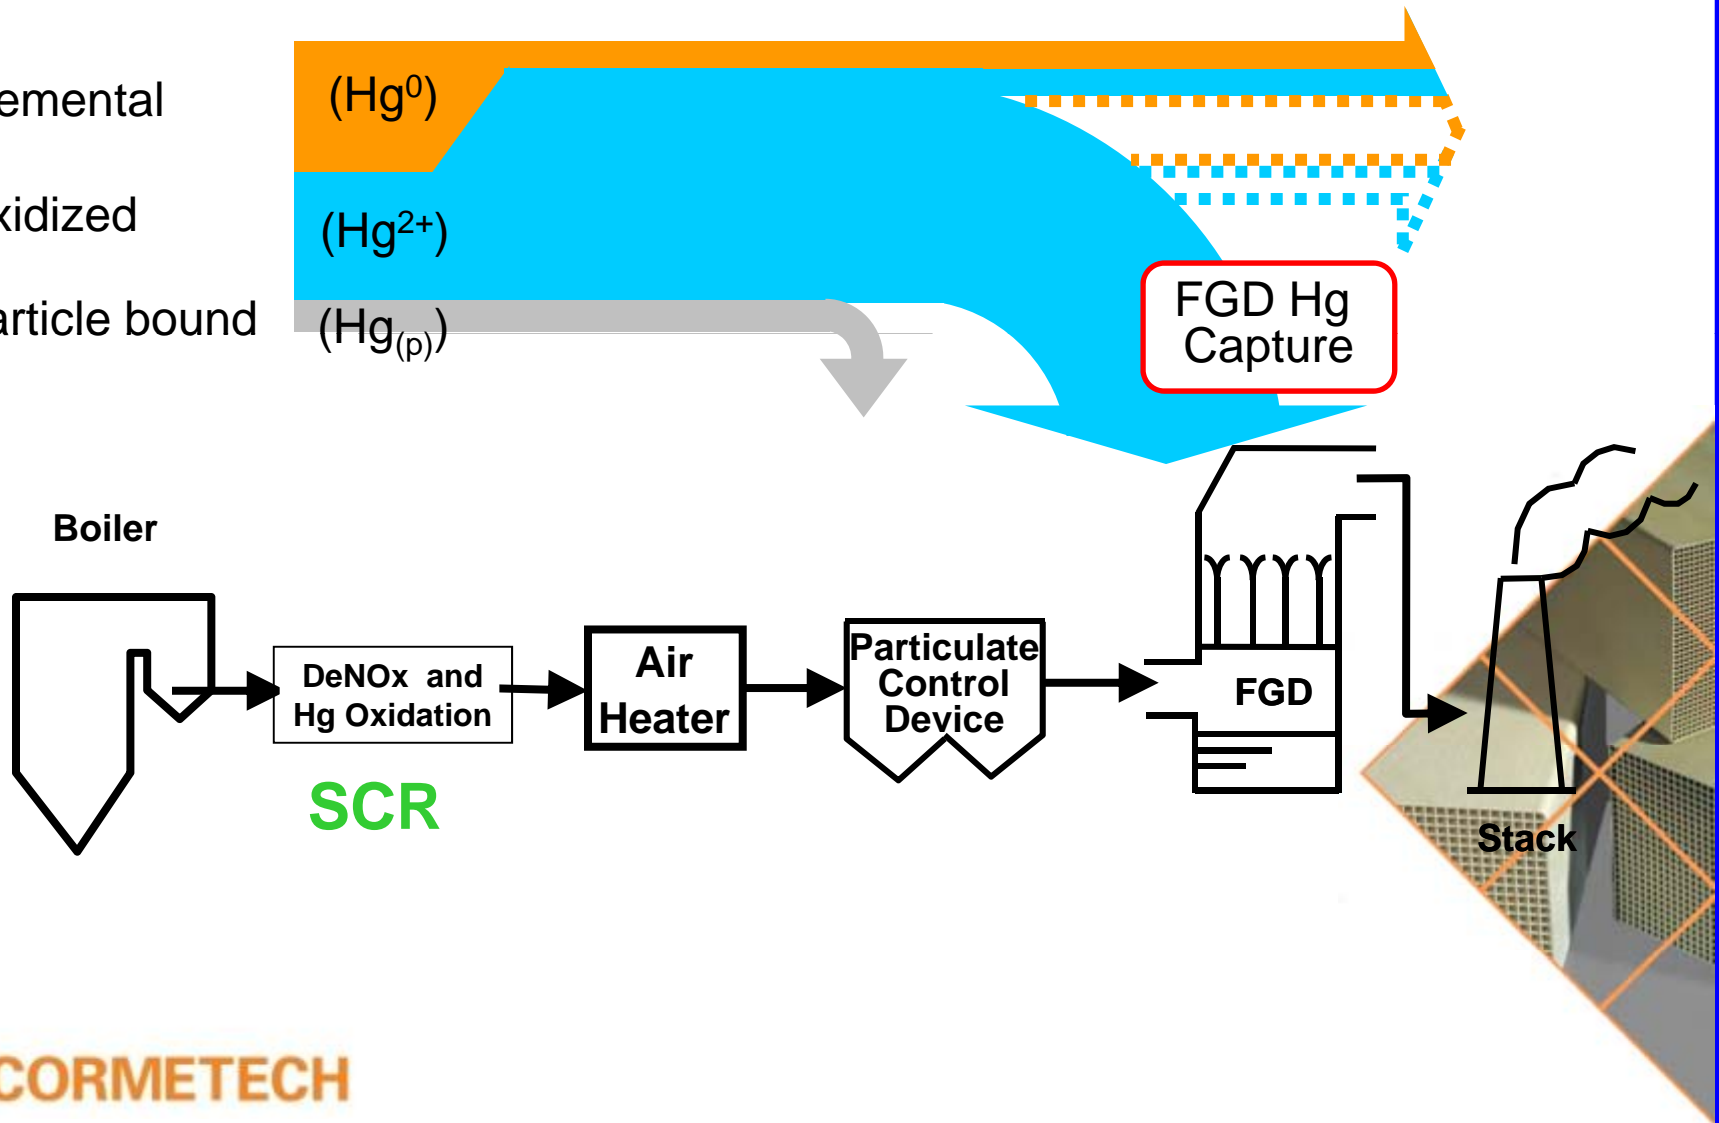 emental
(Hg⁰)
xidized
(Hg²⁺)
article bound
(Hg₍ₚ₎)
FGD Hg
Capture
Boiler
DeNOx and
Hg Oxidation
SCR
Air
Heater
Particulate
Control
Device
FGD
Stack
CORMETECH